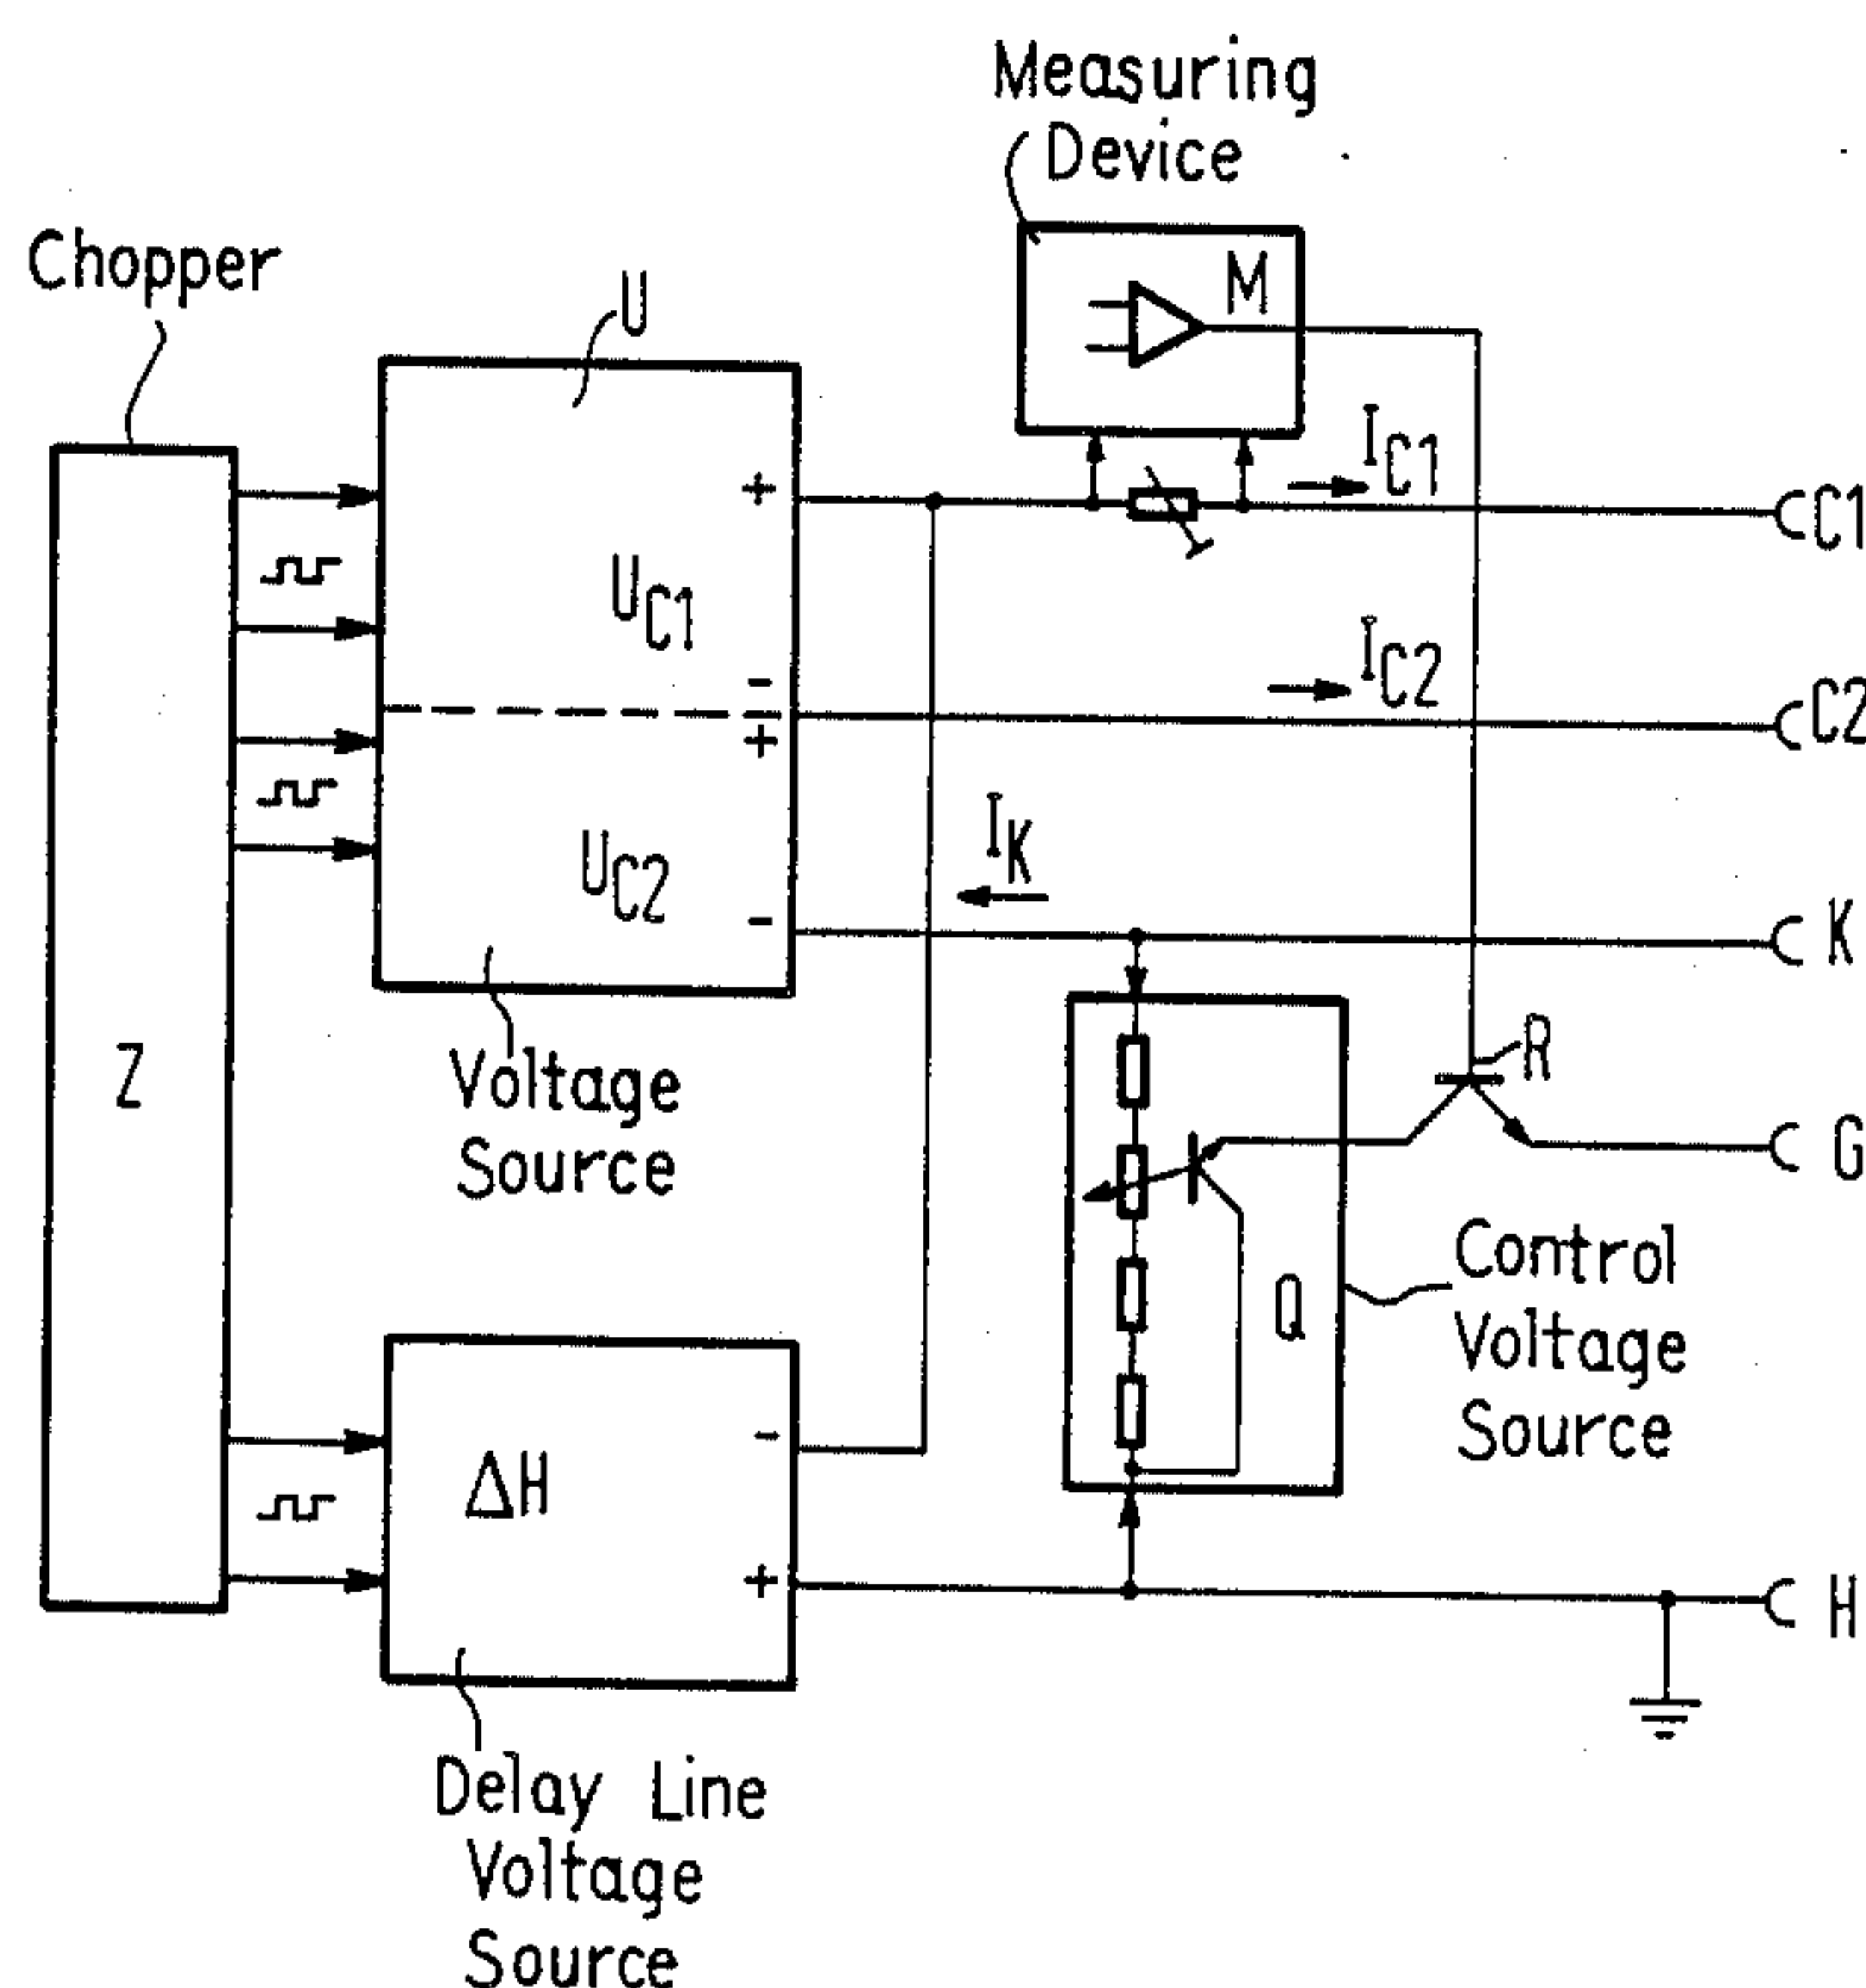 Measuring
Device
Chopper
U
M
I_C1
C1
U_C1
+
-
I_C2
C2
+
U_C2
-
I_K
K
Z
Voltage
Source
R
G
Control
Voltage
Source
Q
ΔH
-
+
H
Delay Line
Voltage
Source